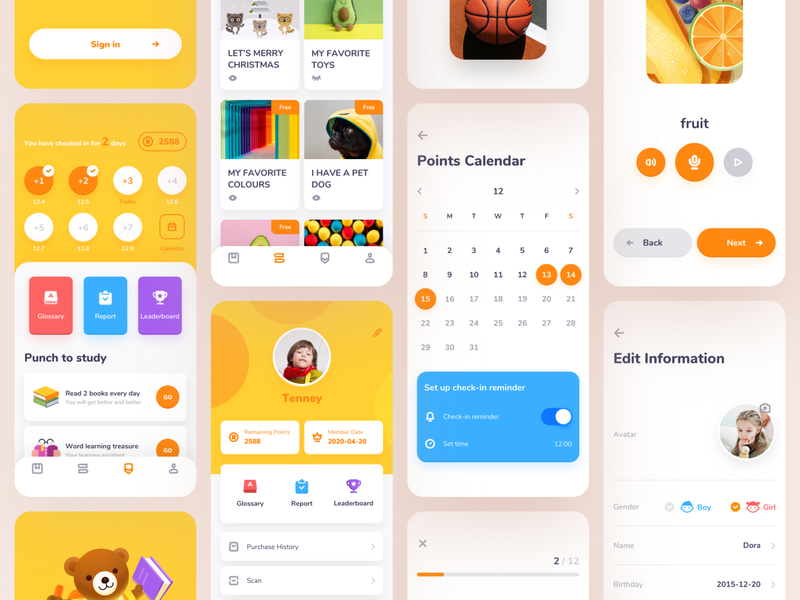 Sign in
You have checked in for 2 days
2588
+1
+2
+3
+4
12.4
12.5
Today
12.6
+5
+6
+7
12.7
12.8
12.8
Calendar
Glossary
Report
Leaderboard
Punch to study
Read 2 books every day
You will get better and better
GO
Word learning treasure
Your learning assistant
GO
LET'S MERRY
CHRISTMAS
MY FAVORITE
TOYS
Free
Free
MY FAVORITE
COLOURS
I HAVE A PET
DOG
Free
Tenney
Remaining Points
2588
Member Date
2020-04-20
A
Glossary
Report
Leaderboard
Purchase History
Scan
Points Calendar
12
S M T W T F S
1 2 3 4 5 6 7
8 9 10 11 12 13 14
15 16 17 18 19 20 21
22 23 24 25 26 27 28
29 30 31
Set up check-in reminder
Check-in reminder
Set time
12:00
2 / 12
fruit
Back
Next
Edit Information
Avatar
Gender
Boy
Girl
Name
Dora
Birthday
2015-12-20